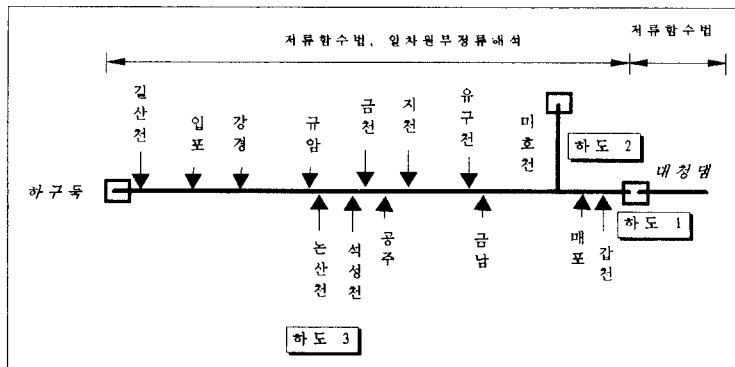 저류함수법, 일차원부정류해석
저류함수법
길산천
입포
강경
규암
금천
지천
유구천
미호천
하도 2
하구둑
대청댐
하도 1
논산천
석성천
공주
금남
매포
갑천
하도 3